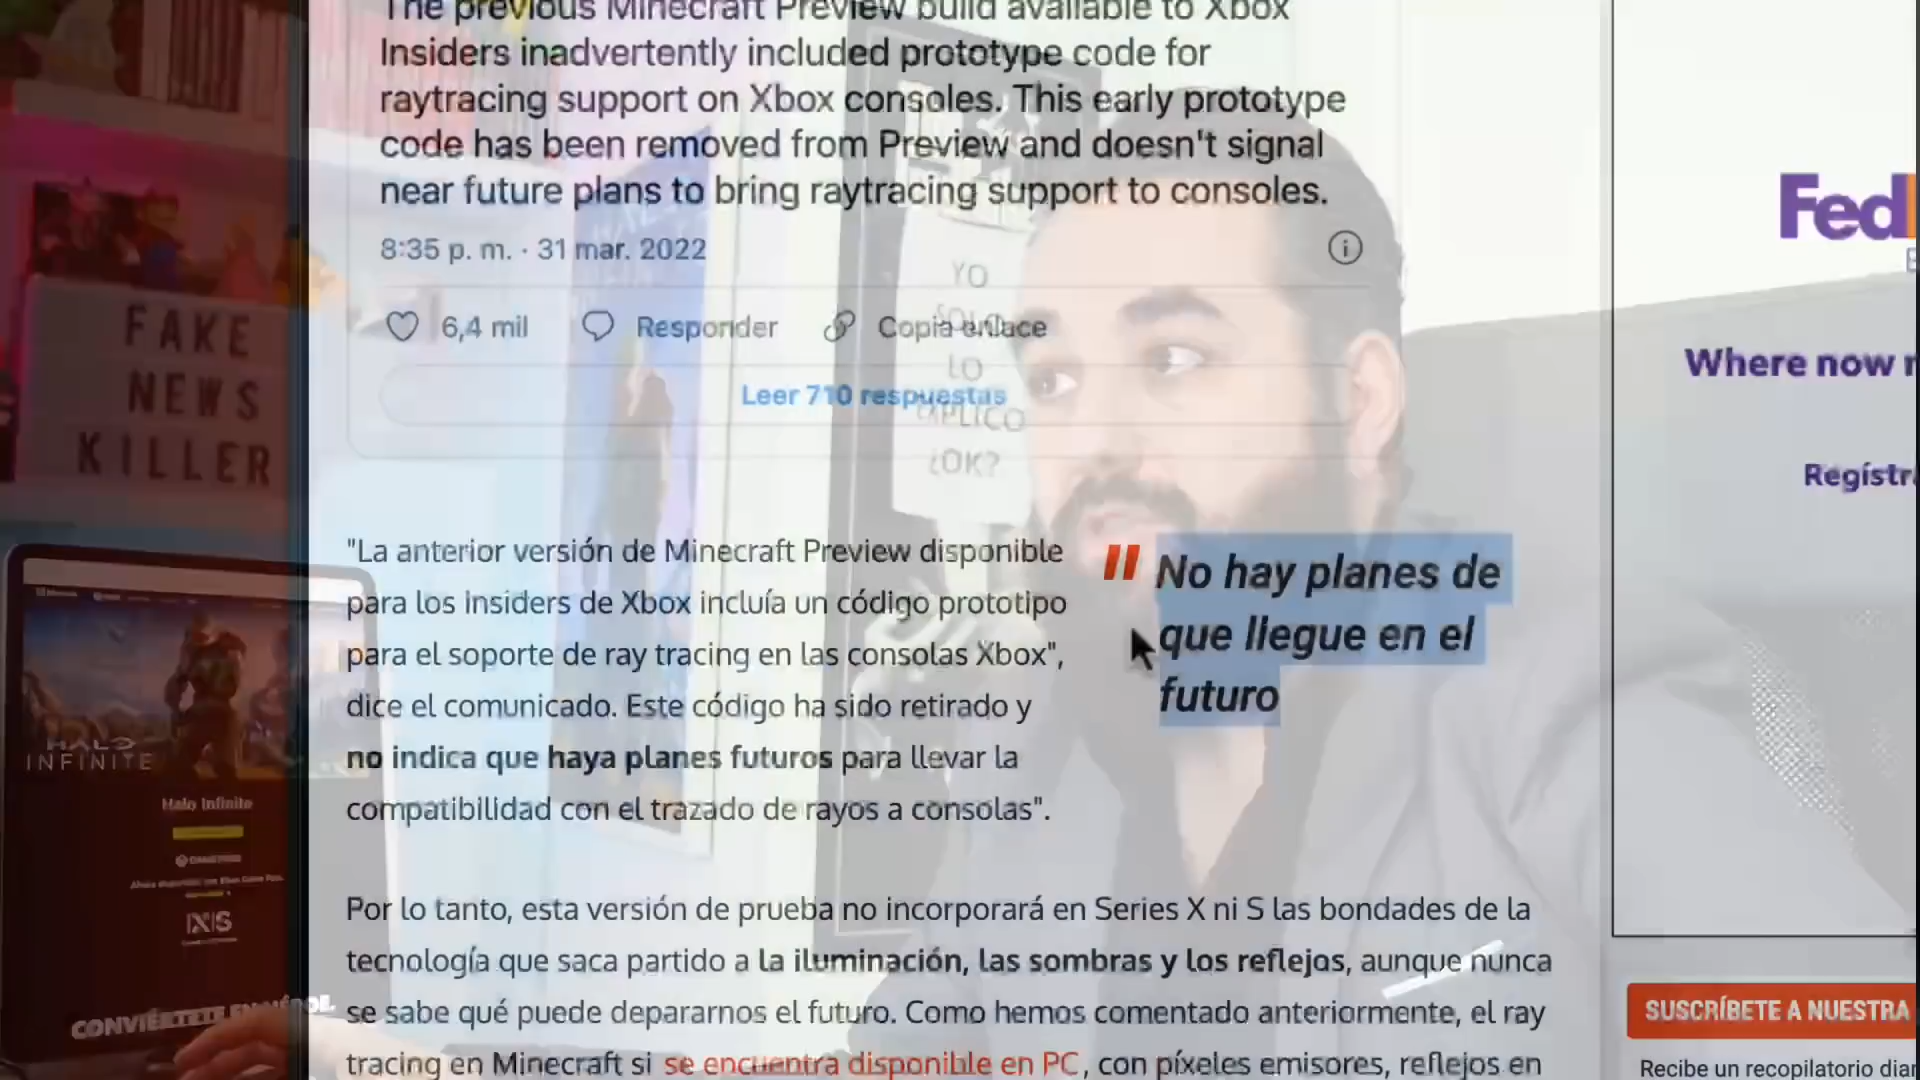 The previous Minecraft Preview build available to Xbox
Insiders inadvertently included prototype code for
raytracing support on Xbox consoles. This early prototype
code has been removed from Preview and doesn't signal
near future plans to bring raytracing support to consoles.
8:35 p. m. · 31 mar. 2022
6,4 mil Responder Copia enlace
Leer 710 respuestas
YO
SOLO
LO
EXPLICO
¿OK?
FAKE
NEWS
KILLER
"La anterior versión de Minecraft Preview disponible
para los insiders de Xbox incluía un código prototipo
para el soporte de ray tracing en las consolas Xbox",
dice el comunicado. Este código ha sido retirado y
no indica que haya planes futuros para llevar la
compatibilidad con el trazado de rayos a consolas".
" No hay planes de
que llegue en el
futuro
Por lo tanto, esta versión de prueba no incorporará en Series X ni S las bondades de la
tecnología que saca partido a la iluminación, las sombras y los reflejos, aunque nunca
se sabe qué puede depararnos el futuro. Como hemos comentado anteriormente, el ray
tracing en Minecraft si se encuentra disponible en PC, con píxeles emisores, reflejos en
HALO
INFINITE
Halo Infinite
X|S
CONVIÉRTETE EN HÉROE.
Fed
Where now
Regístr
SUSCRÍBETE A NUESTRA
Recibe un recopilatorio diar